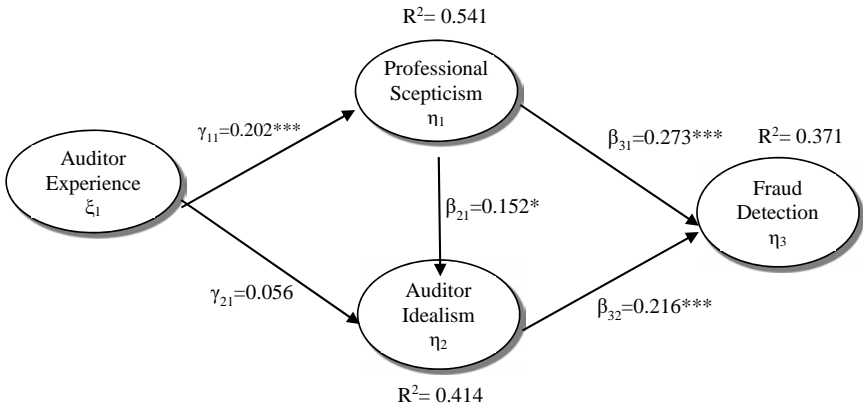 R²= 0.541
Professional
Scepticism
η₁
γ₁₁=0.202***
β₃₁=0.273***
R²= 0.371
Auditor
Experience
ξ₁
Fraud
Detection
η₃
β₂₁=0.152*
γ₂₁=0.056
Auditor
Idealism
η₂
β₃₂=0.216***
R²= 0.414